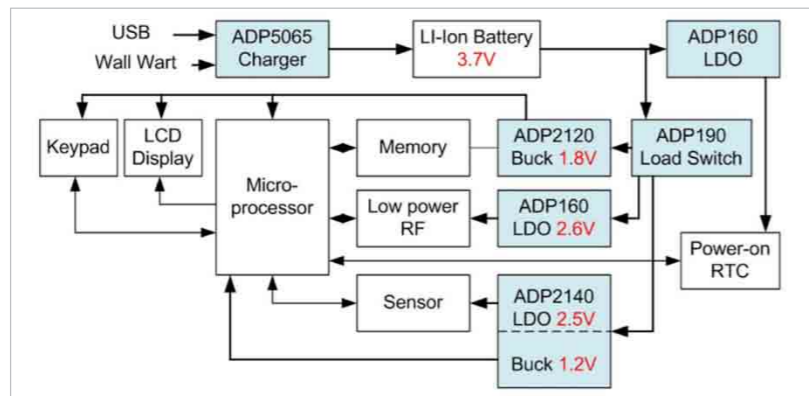 USB
Wall Wart
ADP5065
Charger
LI-Ion Battery
3.7V
ADP160
LDO
Keypad
LCD
Display
Micro-
processor
Memory
ADP2120
Buck 1.8V
ADP190
Load Switch
Low power
RF
ADP160
LDO 2.6V
Power-on
RTC
Sensor
ADP2140
LDO 2.5V
Buck 1.2V